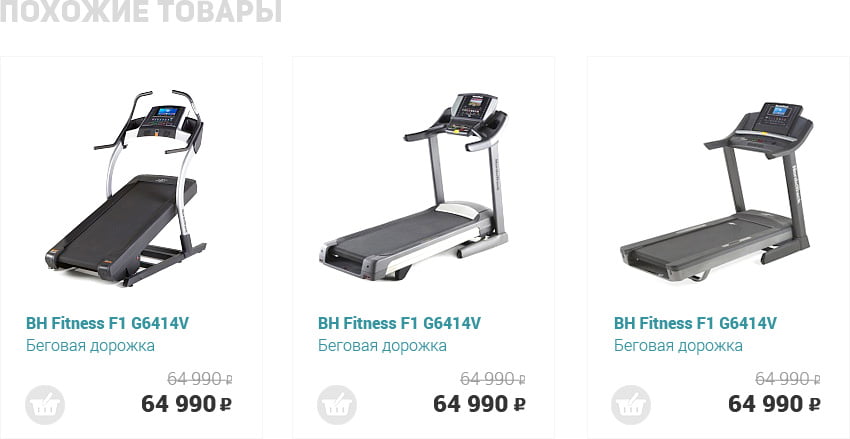 ПОХОЖИЕ ТОВАРЫ
BH Fitness F1 G6414V
Беговая дорожка
64 990 ₽
64 990 ₽
BH Fitness F1 G6414V
Беговая дорожка
64 990 ₽
64 990 ₽
BH Fitness F1 G6414V
Беговая дорожка
64 990 ₽
64 990 ₽